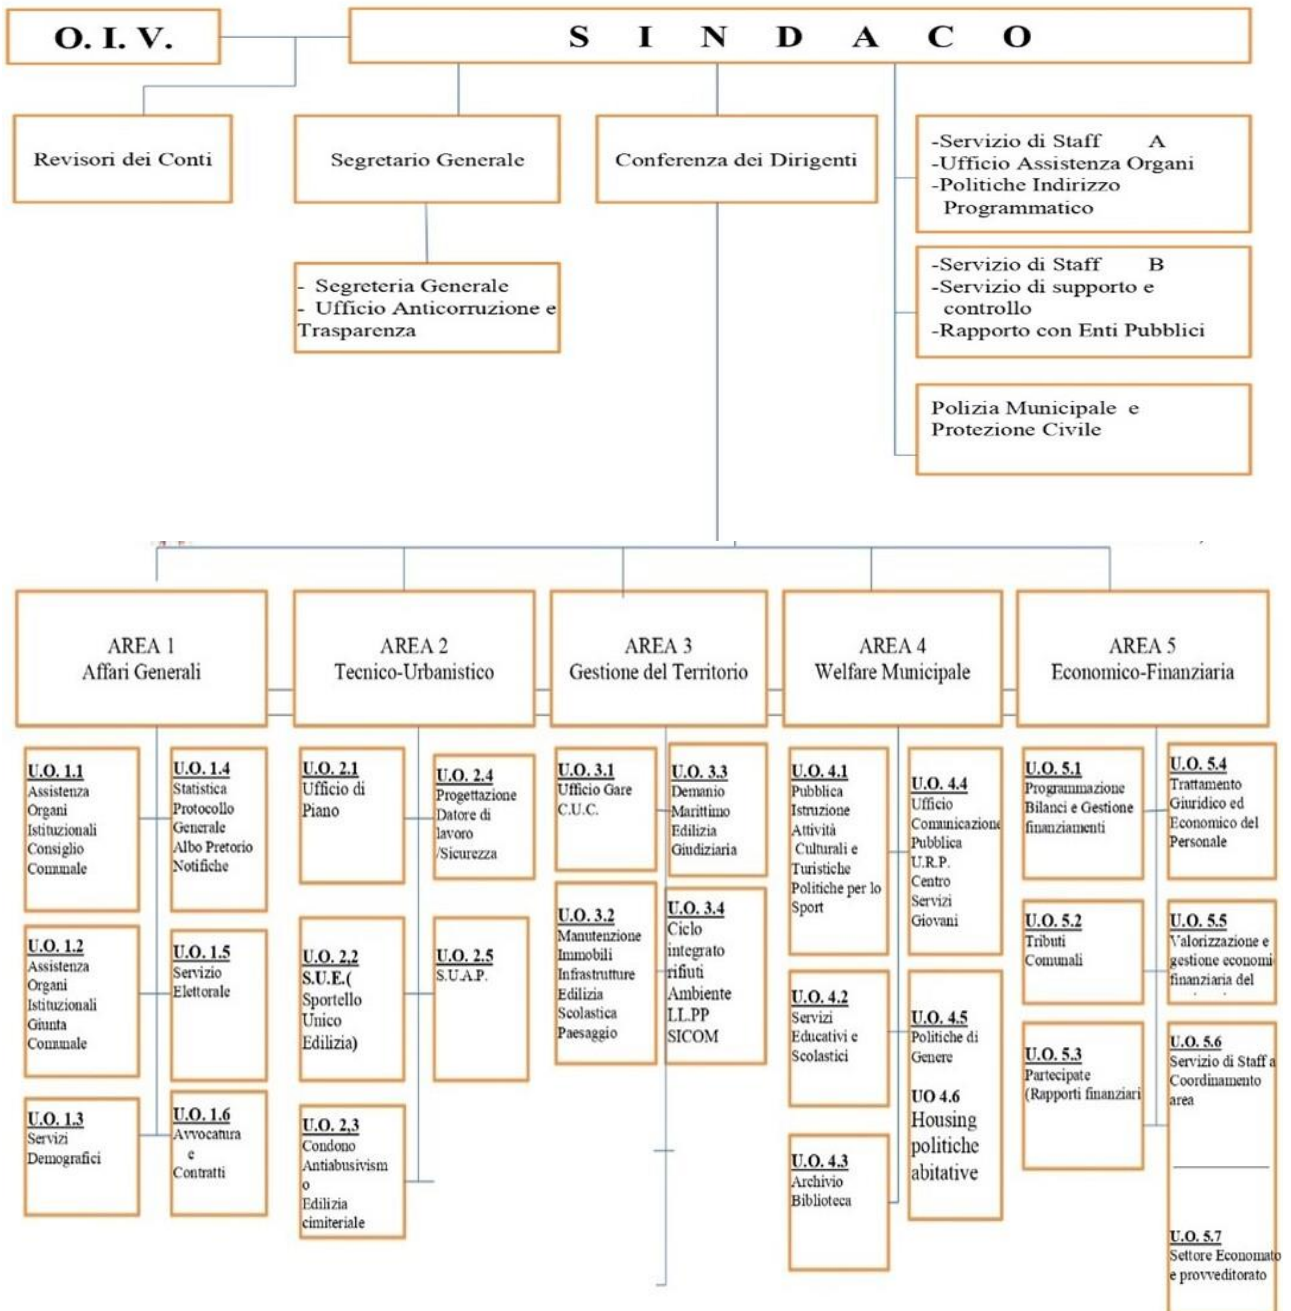 O. I. V.
S I N D A C O
Revisori dei Conti
Segretario Generale
Conferenza dei Dirigenti
-Servizio di Staff A
-Ufficio Assistenza Organi
-Politiche Indirizzo
Programmatico
- Segreteria Generale
- Ufficio Anticorruzione e
Trasparenza
-Servizio di Staff B
-Servizio di supporto e
controllo
-Rapporto con Enti Pubblici
Polizia Municipale e
Protezione Civile
AREA 1
Affari Generali
AREA 2
Tecnico-Urbanistico
AREA 3
Gestione del Territorio
AREA 4
Welfare Municipale
AREA 5
Economico-Finanziaria
U.O. 1.1
Assistenza
Organi
Istituzionali
Consiglio
Comunale
U.O. 1.4
Statistica
Protocollo
Generale
Albo Pretorio
Notifiche
U.O. 1.2
Assistenza
Organi
Istituzionali
Giunta
Comunale
U.O. 1.5
Servizio
Elettorale
U.O. 1.3
Servizi
Demografici
U.O. 1.6
Avvocatura
e
Contratti
U.O. 2.1
Ufficio di
Piano
U.O. 2.4
Progettazione
Datore di
lavoro
/Sicurezza
U.O. 2,2
S.U.E.(
Sportello
Unico
Edilizia)
U.O. 2.5
S.U.A.P.
U.O. 2,3
Condono
Antiabusivism
o
Edilizia
cimiteriale
U.O. 3.1
Ufficio Gare
C.U.C.
U.O. 3.3
Demanio
Marittimo
Edilizia
Giudiziaria
U.O. 3.2
Manutenzione
Immobili
Infrastrutture
Edilizia
Scolastica
Paesaggio
U.O. 3.4
Ciclo
integrato
rifiuti
Ambiente
LL.PP
SICOM
U.O. 4.1
Pubblica
Istruzione
Attività
Culturali e
Turistiche
Politiche per lo
Sport
U.O. 4.4
Ufficio
Comunicazione
Pubblica
U.R.P.
Centro
Servizi
Giovani
U.O. 4.2
Servizi
Educativi e
Scolastici
U.O. 4.5
Politiche di
Genere
UO 4.6
Housing
politiche
abitative
U.O. 4.3
Archivio
Biblioteca
U.O. 5.1
Programmazione
Bilanci e Gestione
finanziamenti
U.O. 5.4
Trattamento
Giuridico ed
Economico del
Personale
U.O. 5.2
Tributi
Comunali
U.O. 5.5
Valorizzazione e
gestione economi
finanziaria del
U.O. 5.3
Partecipate
(Rapporti finanziari
U.O. 5.6
Servizio di Staff a
Coordinamento
area
U.O. 5.7
Settore Economato
e provveditorato